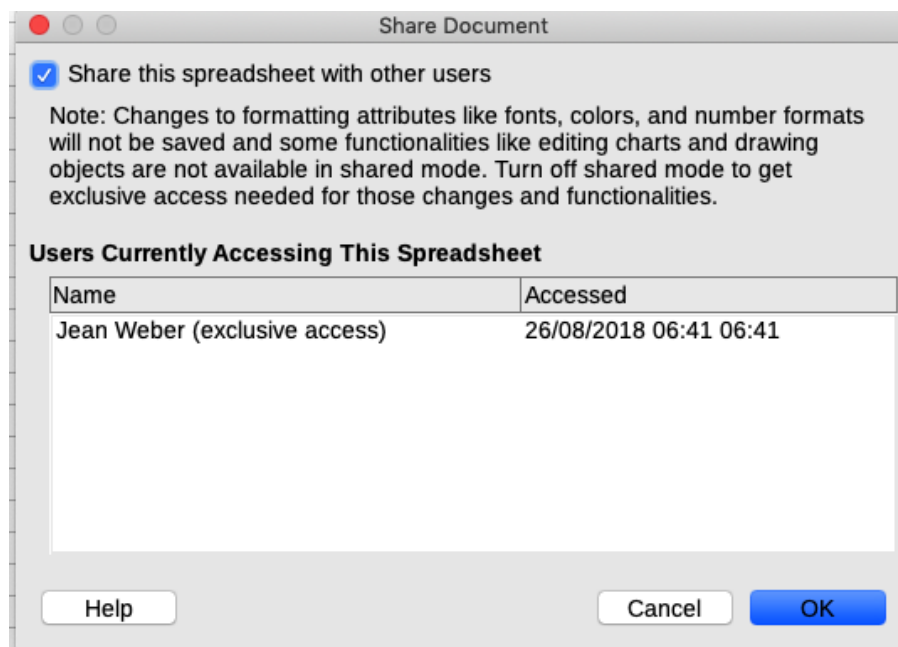 Share Document
Share this spreadsheet with other users
Note: Changes to formatting attributes like fonts, colors, and number formats
will not be saved and some functionalities like editing charts and drawing
objects are not available in shared mode. Turn off shared mode to get
exclusive access needed for those changes and functionalities.
Users Currently Accessing This Spreadsheet
Name Accessed
Jean Weber (exclusive access) 26/08/2018 06:41 06:41
Help Cancel OK